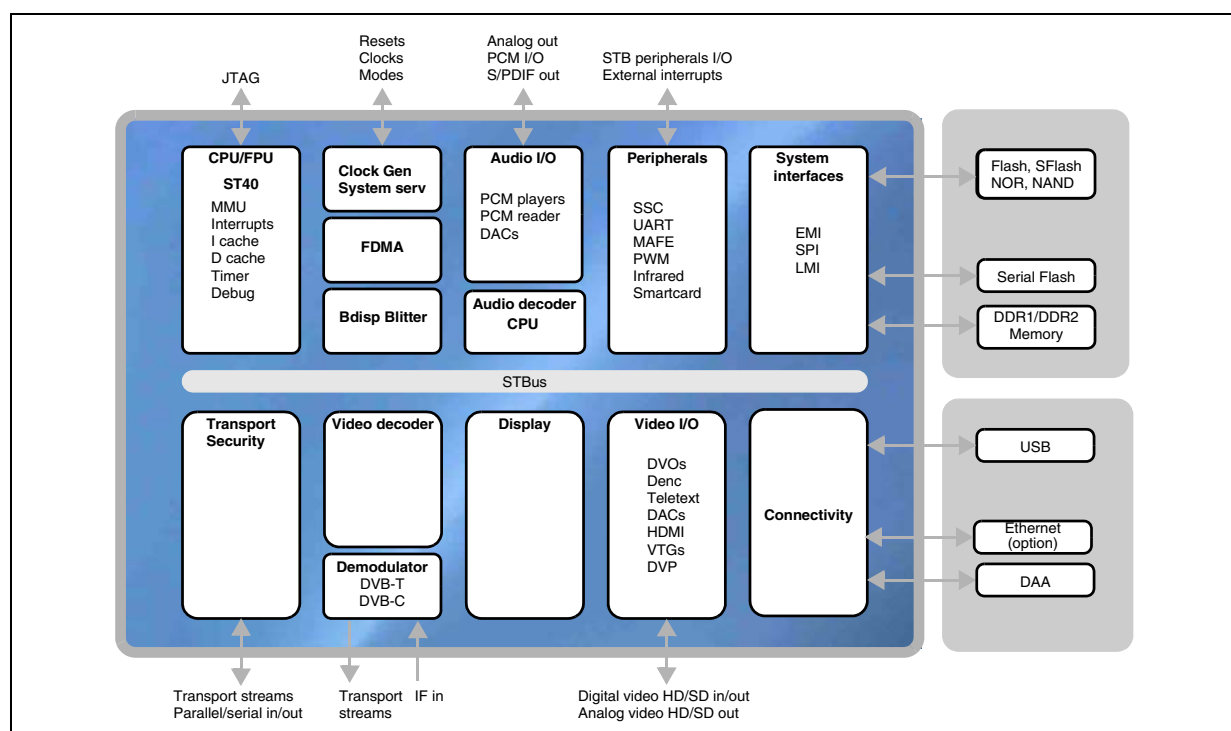 Resets
Clocks
Modes
Analog out
PCM I/O
S/PDIF out
STB peripherals I/O
External interrupts
JTAG
CPU/FPU
ST40
MMU
Interrupts
I cache
D cache
Timer
Debug
Clock Gen
System serv
FDMA
Bdisp Blitter
Audio I/O
PCM players
PCM reader
DACs
Audio decoder
CPU
Peripherals
SSC
UART
MAFE
PWM
Infrared
Smartcard
System
interfaces
EMI
SPI
LMI
Flash, SFlash
NOR, NAND
Serial Flash
DDR1/DDR2
Memory
STBus
Transport
Security
Video decoder
Demodulator
DVB-T
DVB-C
Display
Video I/O
DVOs
Denc
Teletext
DACs
HDMI
VTGs
DVP
Connectivity
USB
Ethernet
(option)
DAA
Transport streams
Parallel/serial in/out
Transport
streams
IF in
Digital video HD/SD in/out
Analog video HD/SD out